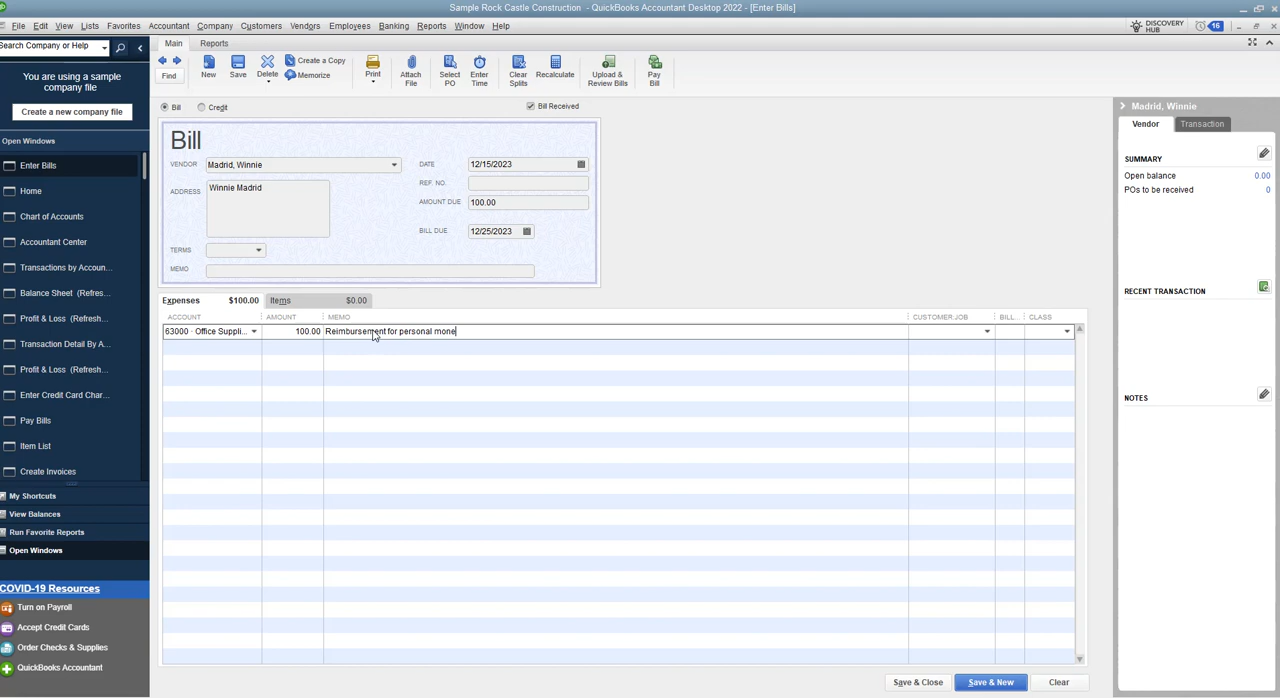 Sample Rock Castle Construction - QuickBooks Accountant Desktop 2022 - [Enter Bills]
File Edit View Lists Favorites Accountant Company Customers Vendors Employees Banking Reports Window Help
DISCOVERY HUB 16
Search Company or Help
Main Reports
Find New Save Delete Create a Copy Memorize Print Attach File Select PO Enter Time Clear Splits Recalculate Upload & Review Bills Pay Bill
You are using a sample company file
Create a new company file
Open Windows
Enter Bills
Home
Chart of Accounts
Accountant Center
Transactions by Accoun...
Balance Sheet (Refres...
Profit & Loss (Refresh...
Transaction Detail By A...
Profit & Loss (Refresh...
Enter Credit Card Char...
Pay Bills
Item List
Create Invoices
My Shortcuts
View Balances
Run Favorite Reports
Open Windows
COVID-19 Resources
Turn on Payroll
Accept Credit Cards
Order Checks & Supplies
QuickBooks Accountant
Bill Credit Bill Received
Bill
VENDOR Madrid, Winnie DATE 12/15/2023
ADDRESS Winnie Madrid REF. NO.
AMOUNT DUE 100.00
BILL DUE 12/25/2023
TERMS
MEMO
Expenses $100.00 Items $0.00
ACCOUNT AMOUNT MEMO CUSTOMER:JOB BILL... CLASS
63000 · Office Suppli... 100.00 Reimbursement for personal mone
Save & Close Save & New Clear
Madrid, Winnie
Vendor Transaction
SUMMARY
Open balance 0.00
POs to be received 0
RECENT TRANSACTION
NOTES